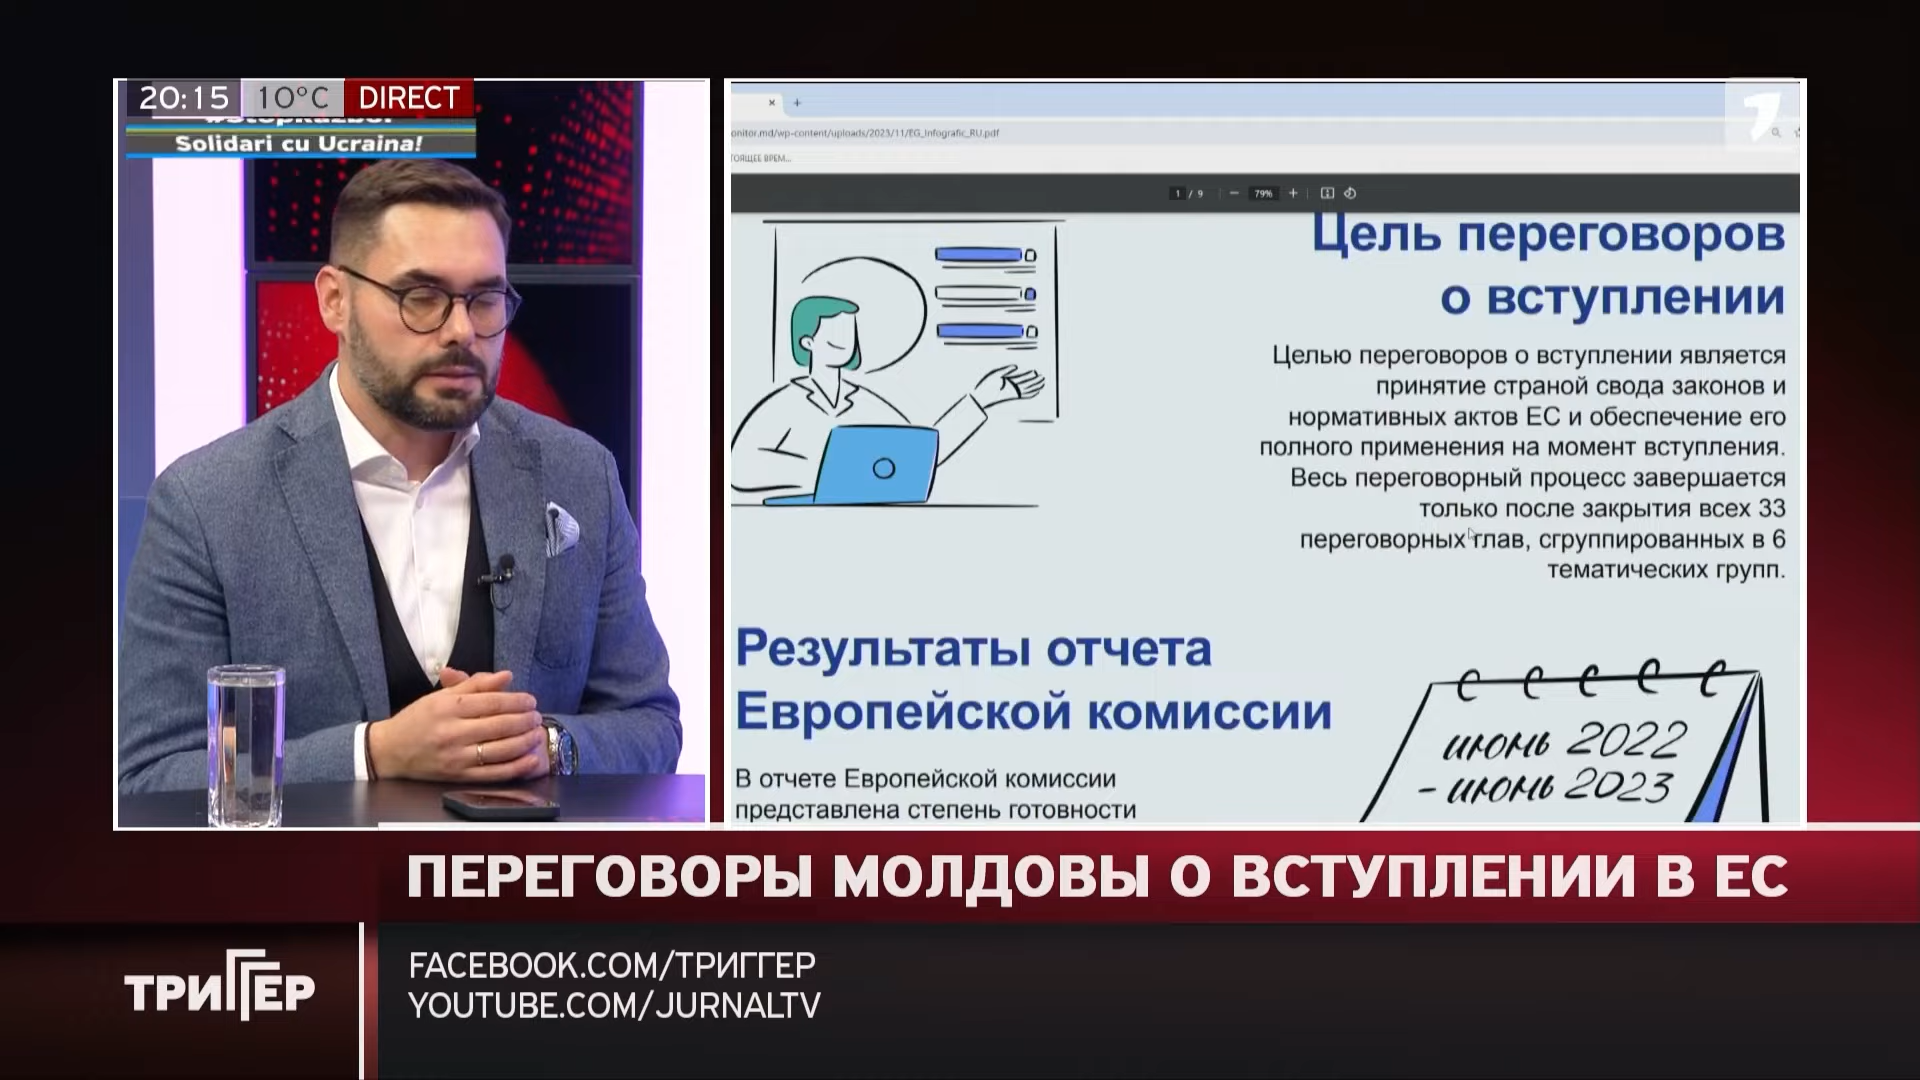 20:15 10°C DIRECT
Solidari cu Ucraina!
onitor.md/wp-content/uploads/2023/11/EG_Infografic_RU.pdf
1 / 9 79%
Цель переговоров
о вступлении
Целью переговоров о вступлении является
принятие страной свода законов и
нормативных актов ЕС и обеспечение его
полного применения на момент вступления.
Весь переговорный процесс завершается
только после закрытия всех 33
переговорных глав, сгруппированных в 6
тематических групп.
Результаты отчета
Европейской комиссии
В отчете Европейской комиссии
представлена степень готовности
июнь 2022
- июнь 2023
ПЕРЕГОВОРЫ МОЛДОВЫ О ВСТУПЛЕНИИ В ЕС
ТРИГГЕР
FACEBOOK.COM/ТРИГГЕР
YOUTUBE.COM/JURNALTV